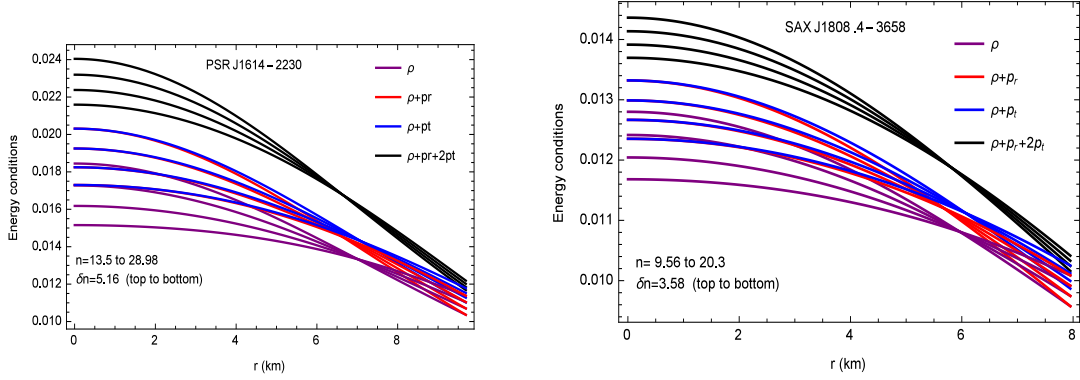 PSR J1614−2230
ρ
ρ+pr
ρ+pt
ρ+pr+2pt
n=13.5 to 28.98
δn=5.16 (top to bottom)
Energy conditions
0.024
0.022
0.020
0.018
0.016
0.014
0.012
0.010
0
2
4
6
8
r (km)
SAX J1808 .4−3658
ρ
ρ+pᵣ
ρ+pₜ
ρ+pᵣ+2pₜ
n= 9.56 to 20.3
δn=3.58 (top to bottom)
Energy conditions
0.014
0.013
0.012
0.011
0.010
0
2
4
6
8
r (km)